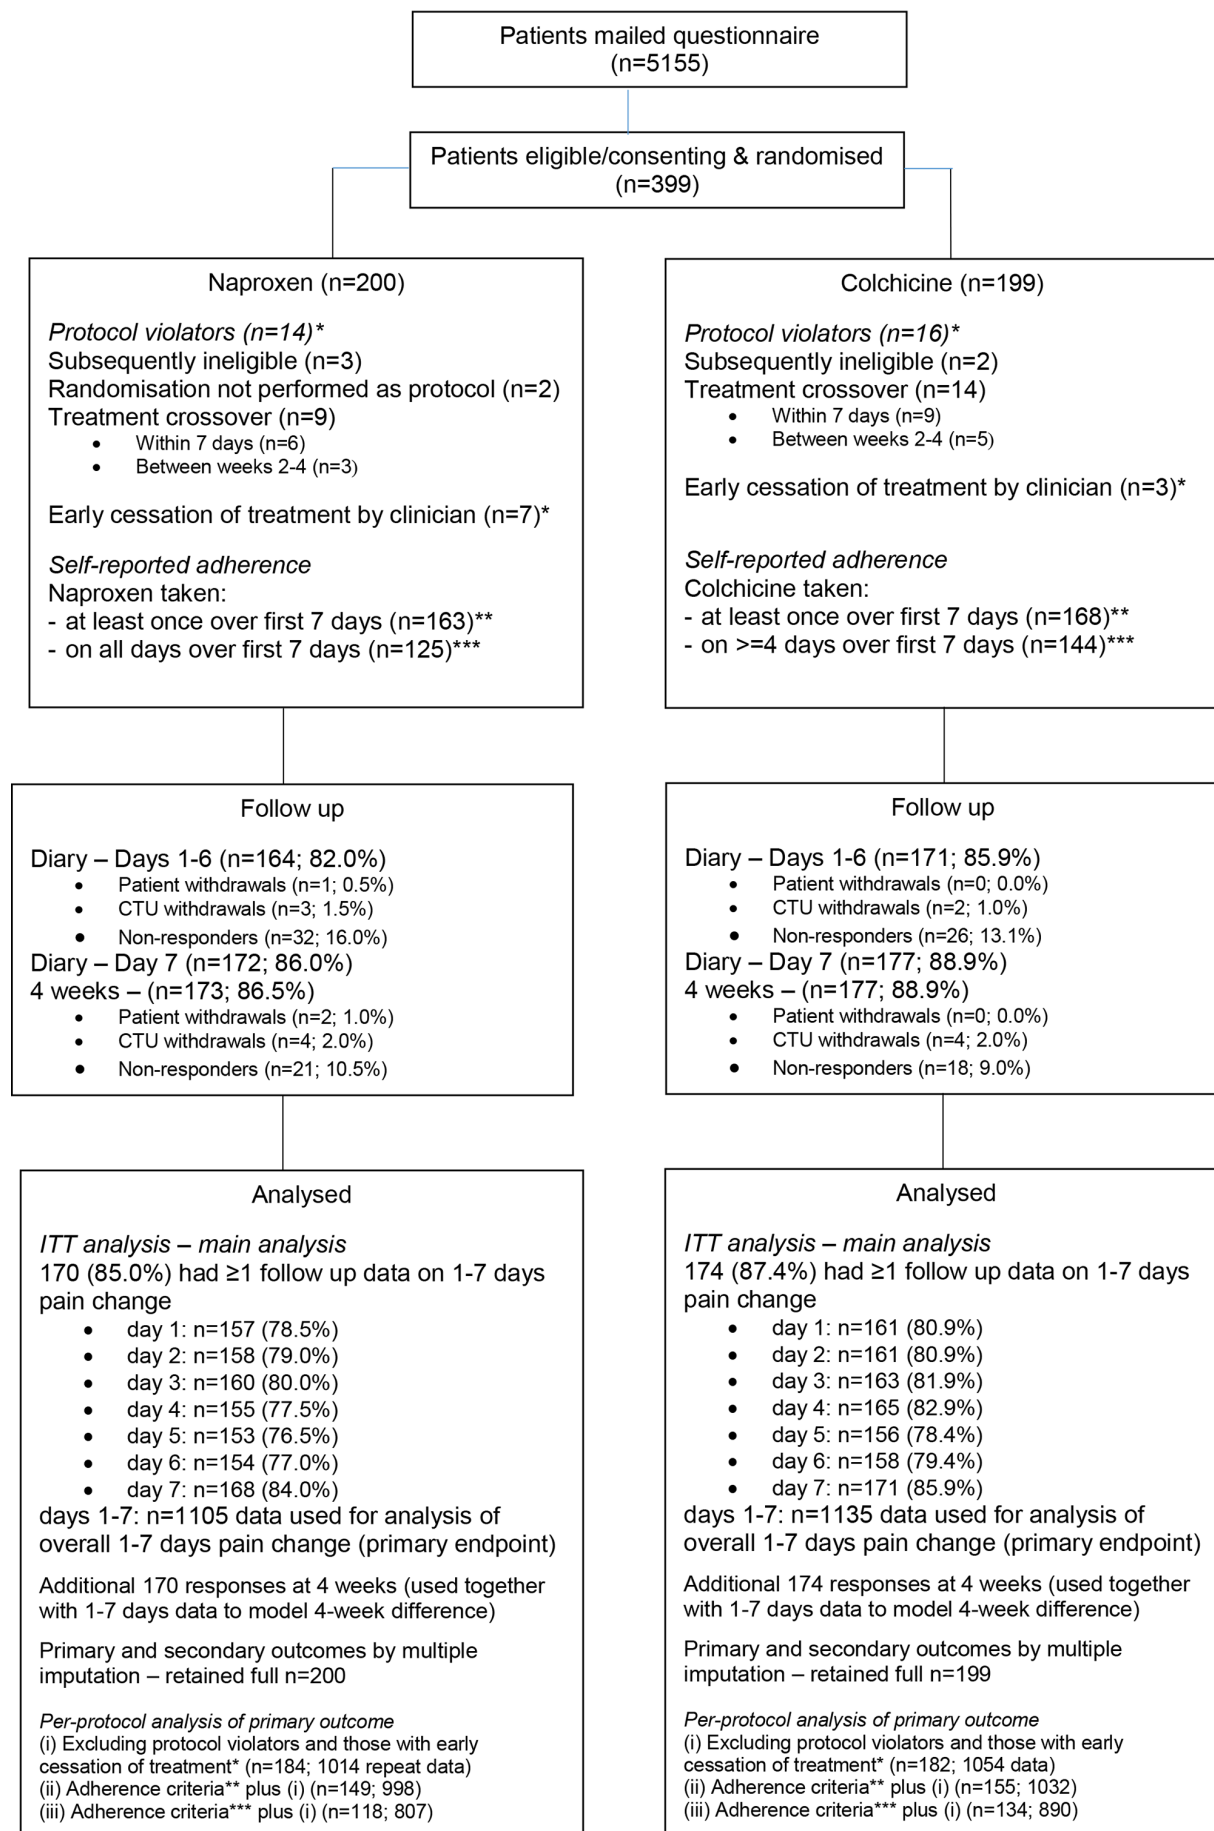 Patients mailed questionnaire
(n=5155)
Patients eligible/consenting & randomised
(n=399)
Naproxen (n=200)
Protocol violators (n=14)*
Subsequently ineligible (n=3)
Randomisation not performed as protocol (n=2)
Treatment crossover (n=9)
• Within 7 days (n=6)
• Between weeks 2-4 (n=3)
Early cessation of treatment by clinician (n=7)*
Self-reported adherence
Naproxen taken:
- at least once over first 7 days (n=163)**
- on all days over first 7 days (n=125)***
Colchicine (n=199)
Protocol violators (n=16)*
Subsequently ineligible (n=2)
Treatment crossover (n=14)
• Within 7 days (n=9)
• Between weeks 2-4 (n=5)
Early cessation of treatment by clinician (n=3)*
Self-reported adherence
Colchicine taken:
- at least once over first 7 days (n=168)**
- on >=4 days over first 7 days (n=144)***
Follow up
Diary – Days 1-6 (n=164; 82.0%)
• Patient withdrawals (n=1; 0.5%)
• CTU withdrawals (n=3; 1.5%)
• Non-responders (n=32; 16.0%)
Diary – Day 7 (n=172; 86.0%)
4 weeks – (n=173; 86.5%)
• Patient withdrawals (n=2; 1.0%)
• CTU withdrawals (n=4; 2.0%)
• Non-responders (n=21; 10.5%)
Follow up
Diary – Days 1-6 (n=171; 85.9%)
• Patient withdrawals (n=0; 0.0%)
• CTU withdrawals (n=2; 1.0%)
• Non-responders (n=26; 13.1%)
Diary – Day 7 (n=177; 88.9%)
4 weeks – (n=177; 88.9%)
• Patient withdrawals (n=0; 0.0%)
• CTU withdrawals (n=4; 2.0%)
• Non-responders (n=18; 9.0%)
Analysed
ITT analysis – main analysis
170 (85.0%) had ≥1 follow up data on 1-7 days
pain change
• day 1: n=157 (78.5%)
• day 2: n=158 (79.0%)
• day 3: n=160 (80.0%)
• day 4: n=155 (77.5%)
• day 5: n=153 (76.5%)
• day 6: n=154 (77.0%)
• day 7: n=168 (84.0%)
days 1-7: n=1105 data used for analysis of
overall 1-7 days pain change (primary endpoint)
Additional 170 responses at 4 weeks (used together
with 1-7 days data to model 4-week difference)
Primary and secondary outcomes by multiple
imputation – retained full n=200
Per-protocol analysis of primary outcome
(i) Excluding protocol violators and those with early
cessation of treatment* (n=184; 1014 repeat data)
(ii) Adherence criteria** plus (i) (n=149; 998)
(iii) Adherence criteria*** plus (i) (n=118; 807)
Analysed
ITT analysis – main analysis
174 (87.4%) had ≥1 follow up data on 1-7 days
pain change
• day 1: n=161 (80.9%)
• day 2: n=161 (80.9%)
• day 3: n=163 (81.9%)
• day 4: n=165 (82.9%)
• day 5: n=156 (78.4%)
• day 6: n=158 (79.4%)
• day 7: n=171 (85.9%)
days 1-7: n=1135 data used for analysis of
overall 1-7 days pain change (primary endpoint)
Additional 174 responses at 4 weeks (used together
with 1-7 days data to model 4-week difference)
Primary and secondary outcomes by multiple
imputation – retained full n=199
Per-protocol analysis of primary outcome
(i) Excluding protocol violators and those with early
cessation of treatment* (n=182; 1054 data)
(ii) Adherence criteria** plus (i) (n=155; 1032)
(iii) Adherence criteria*** plus (i) (n=134; 890)